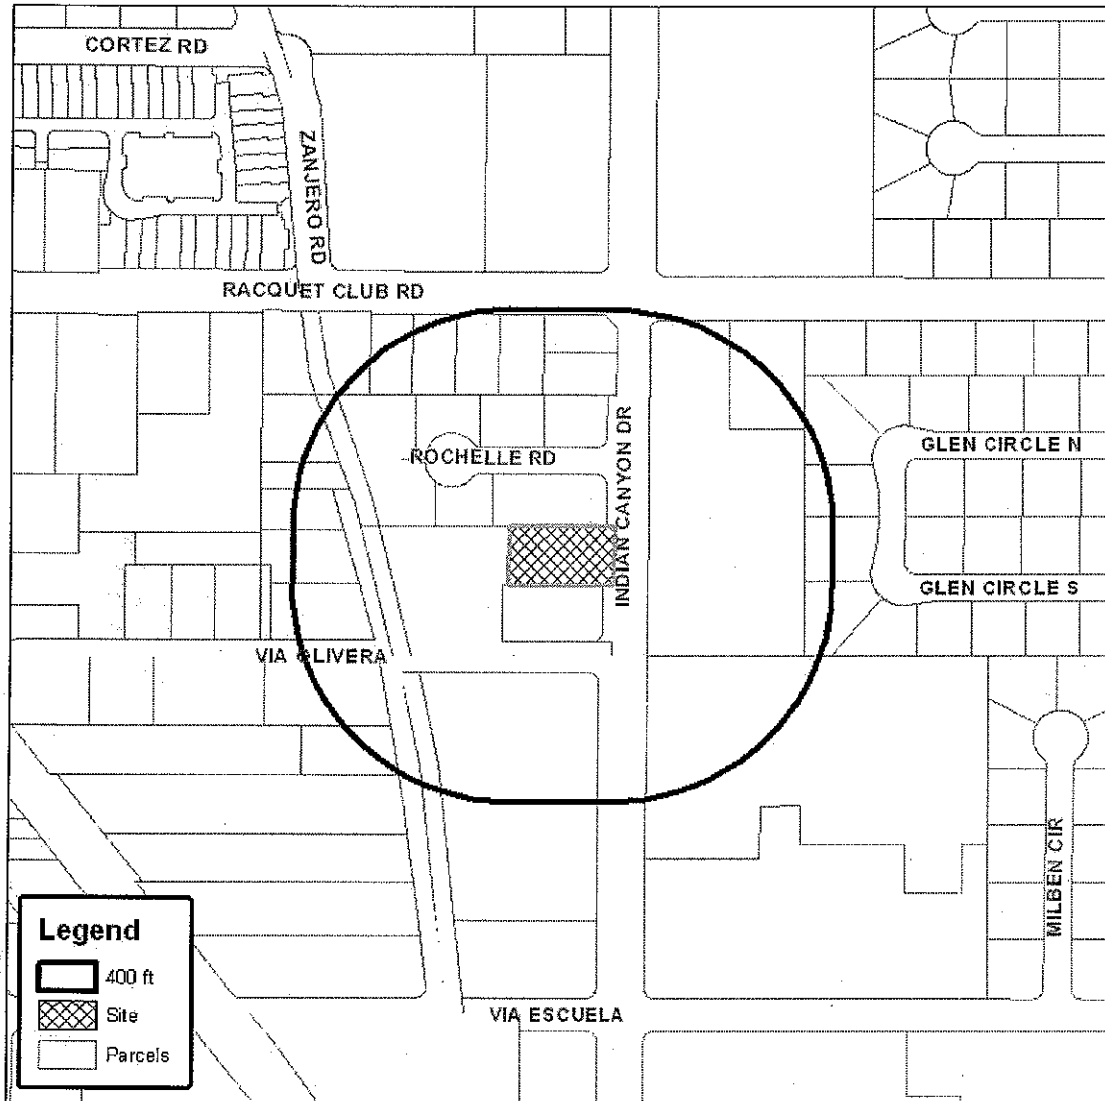 CORTEZ RD
ZANJERO RD
RACQUET CLUB RD
INDIAN CANYON DR
ROCHELLE RD
GLEN CIRCLE N
GLEN CIRCLE S
VIA OLIVERA
MILBEN CIR
VIA ESCUELA
Legend
400 ft
Site
Parcels